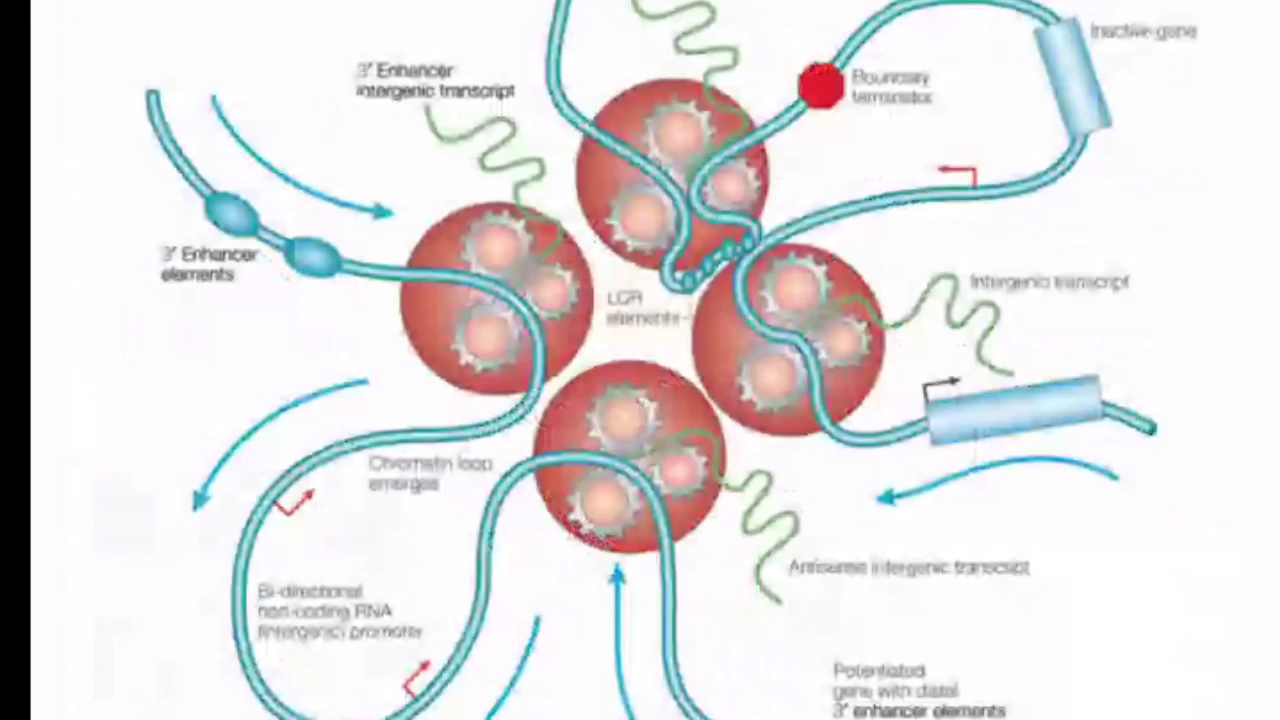 Inactive gene
3' Enhancer
intergenic transcript
Boundary
terminator
3' Enhancer
elements
Intergenic transcript
LCR
elements
Chromatin loop
emerges
Antisense intergenic transcript
Bi-directional
non-coding RNA
(intergenic) promoter
Potentiated
gene with distal
3' enhancer elements